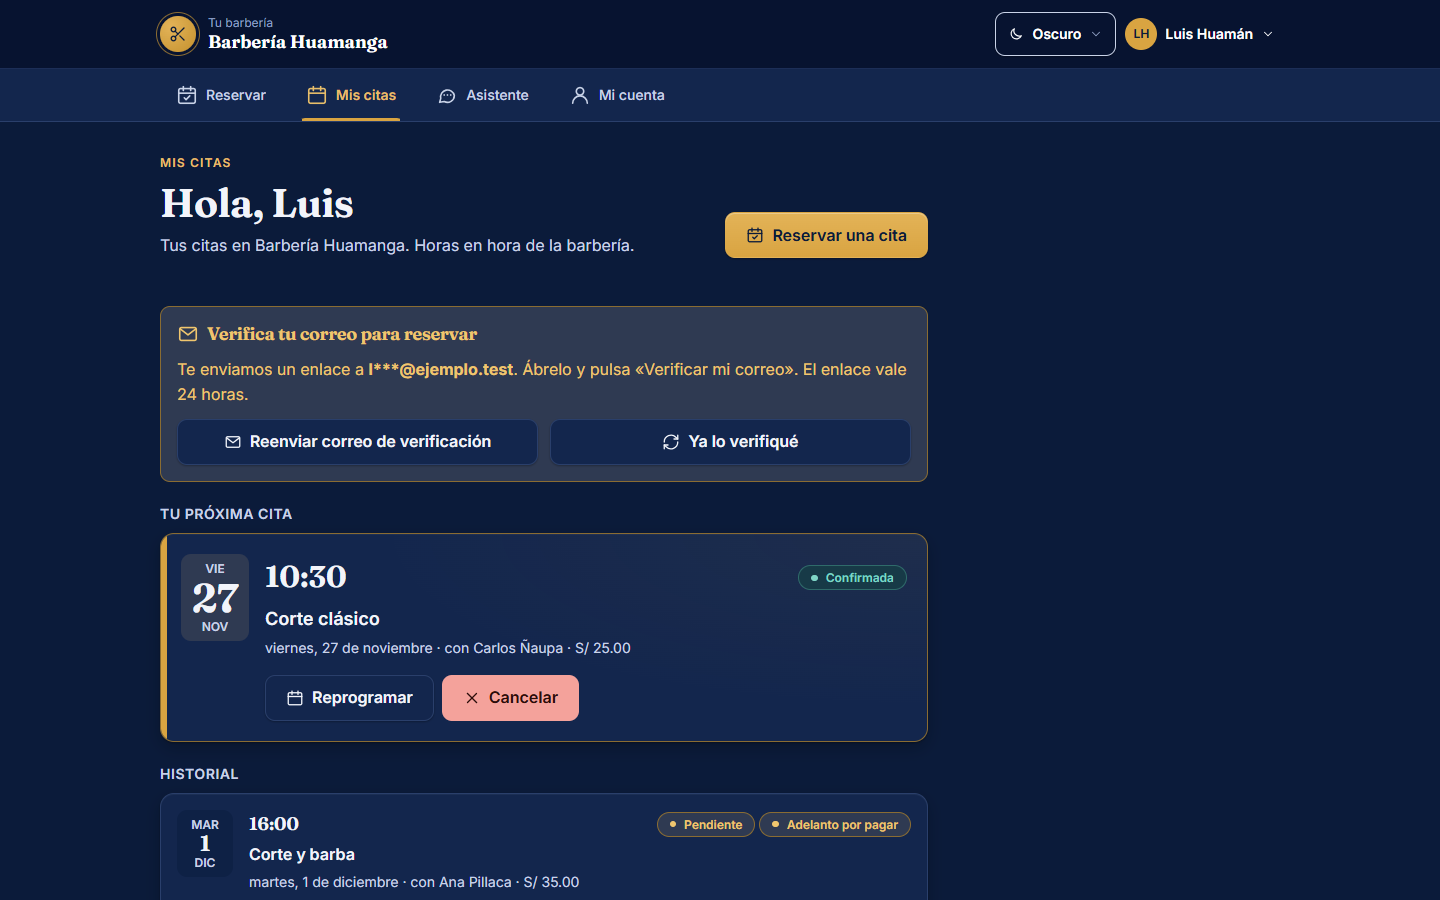 Tu barbería
Barbería Huamanga
Oscuro
LH
Luis Huamán
Reservar
Mis citas
Asistente
Mi cuenta
MIS CITAS
Hola, Luis
Tus citas en Barbería Huamanga. Horas en hora de la barbería.
Reservar una cita
Verifica tu correo para reservar
Te enviamos un enlace a l***@ejemplo.test. Ábrelo y pulsa «Verificar mi correo». El enlace vale
24 horas.
Reenviar correo de verificación
Ya lo verifiqué
TU PRÓXIMA CITA
VIE
27
NOV
10:30
Confirmada
Corte clásico
viernes, 27 de noviembre · con Carlos Ñaupa · S/ 25.00
Reprogramar
Cancelar
HISTORIAL
MAR
1
DIC
16:00
Pendiente
Adelanto por pagar
Corte y barba
martes, 1 de diciembre · con Ana Pillaca · S/ 35.00